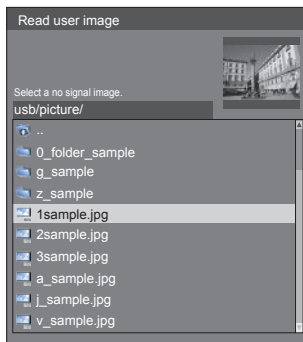 Read user image
Select a no signal image.
usb/picture/
..
0_folder_sample
g_sample
z_sample
1sample.jpg
2sample.jpg
3sample.jpg
a_sample.jpg
j_sample.jpg
v_sample.jpg